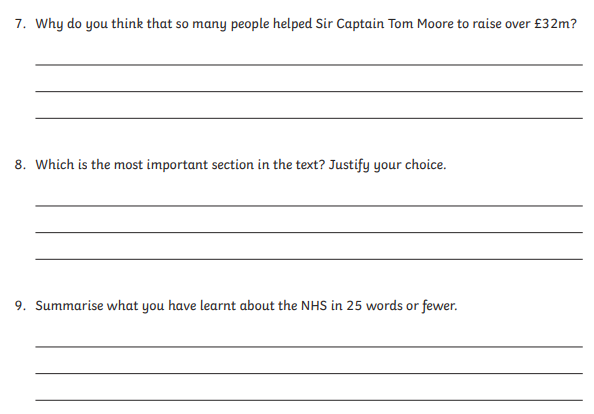 7. Why do you think that so many people helped Sir Captain Tom Moore to raise over £32m?
8. Which is the most important section in the text? Justify your choice.
9. Summarise what you have learnt about the NHS in 25 words or fewer.